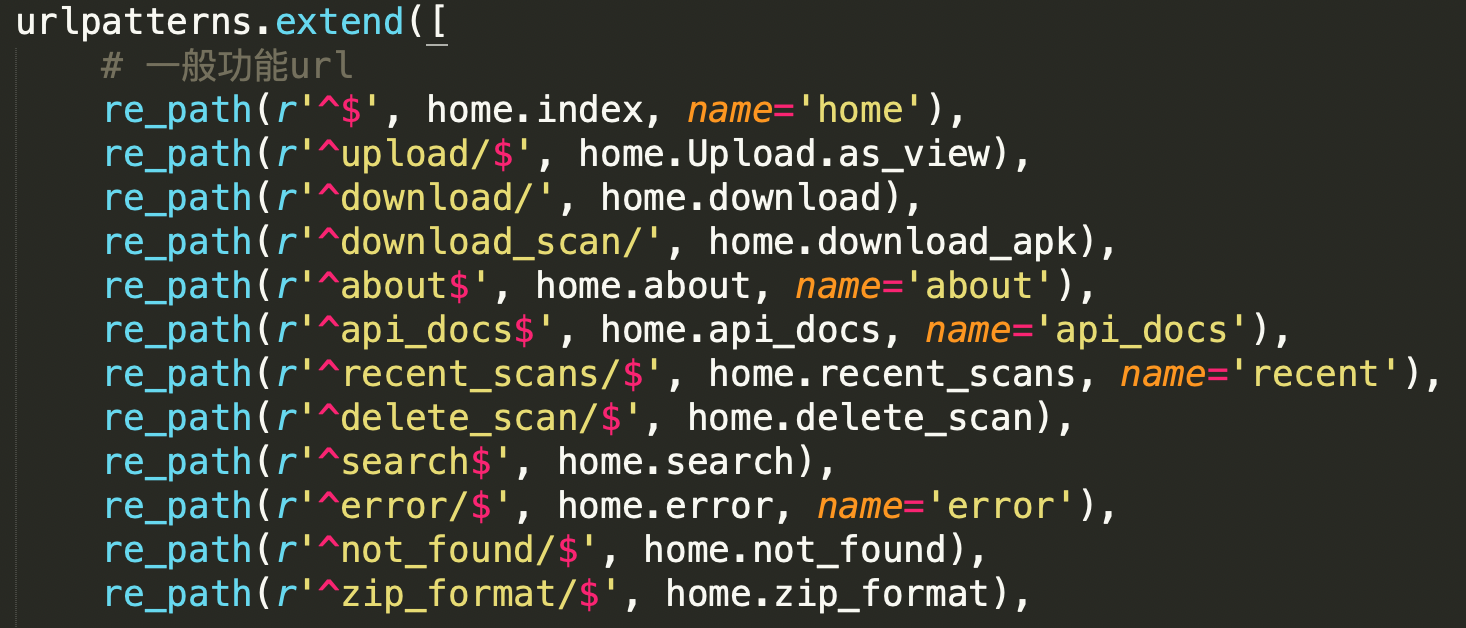 urlpatterns.extend([
    # 一般功能url
    re_path(r'^$', home.index, name='home'),
    re_path(r'^upload/$', home.Upload.as_view),
    re_path(r'^download/', home.download),
    re_path(r'^download_scan/', home.download_apk),
    re_path(r'^about$', home.about, name='about'),
    re_path(r'^api_docs$', home.api_docs, name='api_docs'),
    re_path(r'^recent_scans/$', home.recent_scans, name='recent'),
    re_path(r'^delete_scan/$', home.delete_scan),
    re_path(r'^search$', home.search),
    re_path(r'^error/$', home.error, name='error'),
    re_path(r'^not_found/$', home.not_found),
    re_path(r'^zip_format/$', home.zip_format),